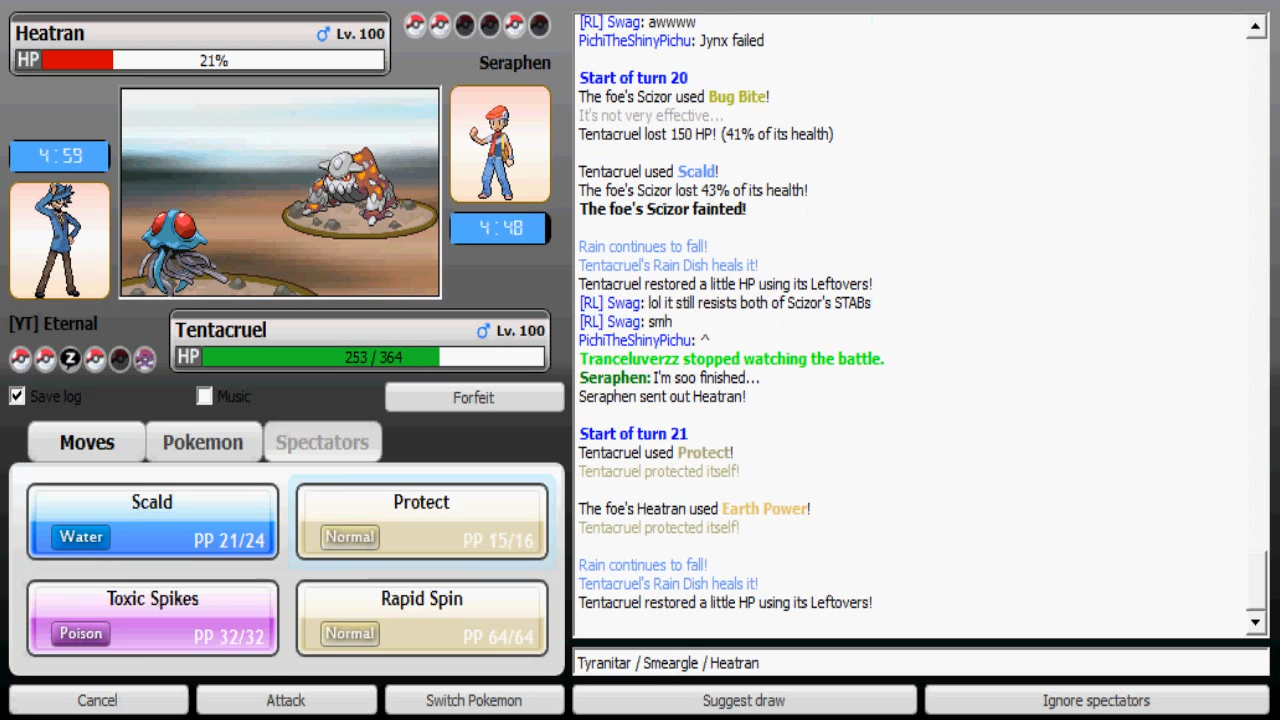 Heatran ♂ Lv. 100
HP 21%
Seraphen
4:59
4:48
[YT] Eternal
Z
Tentacruel ♂ Lv. 100
HP 253 / 364
Save log
Music
Forfeit
Moves
Pokemon
Spectators
Scald
Water PP 21/24
Protect
Normal PP 15/16
Toxic Spikes
Poison PP 32/32
Rapid Spin
Normal PP 64/64
Cancel
Attack
Switch Pokemon
[RL] Swag: awwww
PichiTheShinyPichu: Jynx failed
Start of turn 20
The foe's Scizor used Bug Bite!
It's not very effective...
Tentacruel lost 150 HP! (41% of its health)
Tentacruel used Scald!
The foe's Scizor lost 43% of its health!
The foe's Scizor fainted!
Rain continues to fall!
Tentacruel's Rain Dish heals it!
Tentacruel restored a little HP using its Leftovers!
[RL] Swag: lol it still resists both of Scizor's STABs
[RL] Swag: smh
PichiTheShinyPichu: ^
Tranceluverzz stopped watching the battle.
Seraphen: I'm soo finished...
Seraphen sent out Heatran!
Start of turn 21
Tentacruel used Protect!
Tentacruel protected itself!
The foe's Heatran used Earth Power!
Tentacruel protected itself!
Rain continues to fall!
Tentacruel's Rain Dish heals it!
Tentacruel restored a little HP using its Leftovers!
Tyranitar / Smeargle / Heatran
Suggest draw
Ignore spectators